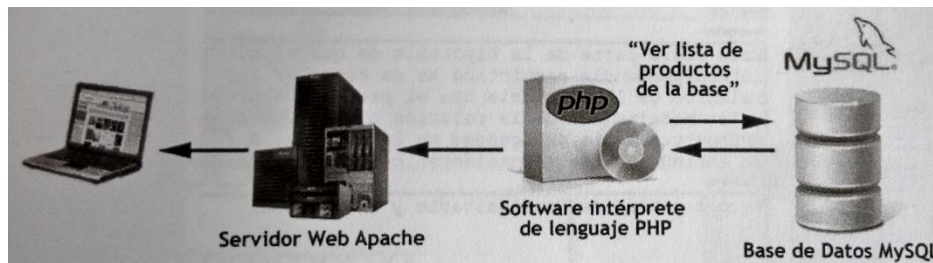 "Ver lista de
productos
de la base"
MySQL
php
Servidor Web Apache
Software intérprete
de lenguaje PHP
Base de Datos MySQL